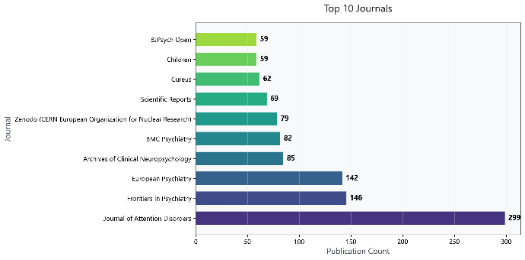 Top 10 Journals
Journal
BJPsych Open 59
Children 59
Cureus 62
Scientific Reports 69
Zenodo (CERN European Organization for Nuclear Research) 79
BMC Psychiatry 82
Archives of Clinical Neuropsychology 85
European Psychiatry 142
Frontiers in Psychiatry 146
Journal of Attention Disorders 299
0 50 100 150 200 250 300
Publication Count